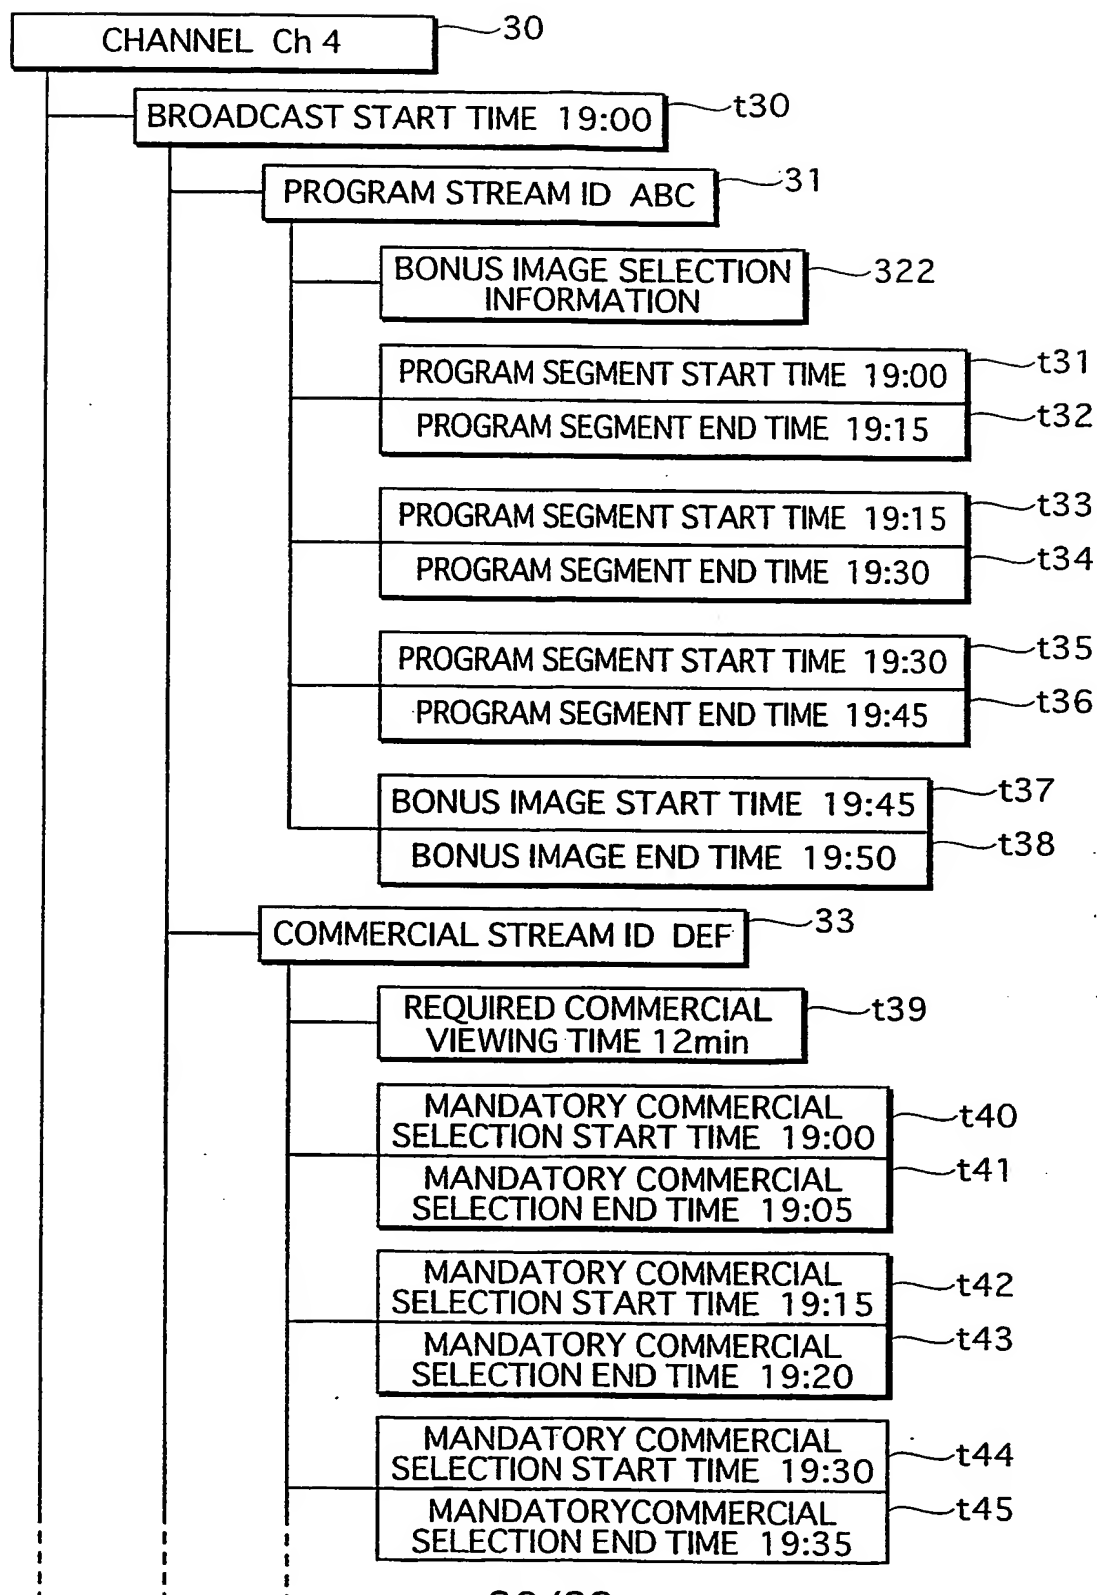 CHANNEL Ch 4
30
BROADCAST START TIME 19:00
t30
PROGRAM STREAM ID ABC
31
BONUS IMAGE SELECTION
INFORMATION
322
PROGRAM SEGMENT START TIME 19:00
t31
PROGRAM SEGMENT END TIME 19:15
t32
PROGRAM SEGMENT START TIME 19:15
t33
PROGRAM SEGMENT END TIME 19:30
t34
PROGRAM SEGMENT START TIME 19:30
t35
PROGRAM SEGMENT END TIME 19:45
t36
BONUS IMAGE START TIME 19:45
t37
BONUS IMAGE END TIME 19:50
t38
COMMERCIAL STREAM ID DEF
33
REQUIRED COMMERCIAL
VIEWING TIME 12min
t39
MANDATORY COMMERCIAL
SELECTION START TIME 19:00
t40
MANDATORY COMMERCIAL
SELECTION END TIME 19:05
t41
MANDATORY COMMERCIAL
SELECTION START TIME 19:15
t42
MANDATORY COMMERCIAL
SELECTION END TIME 19:20
t43
MANDATORY COMMERCIAL
SELECTION START TIME 19:30
t44
MANDATORYCOMMERCIAL
SELECTION END TIME 19:35
t45